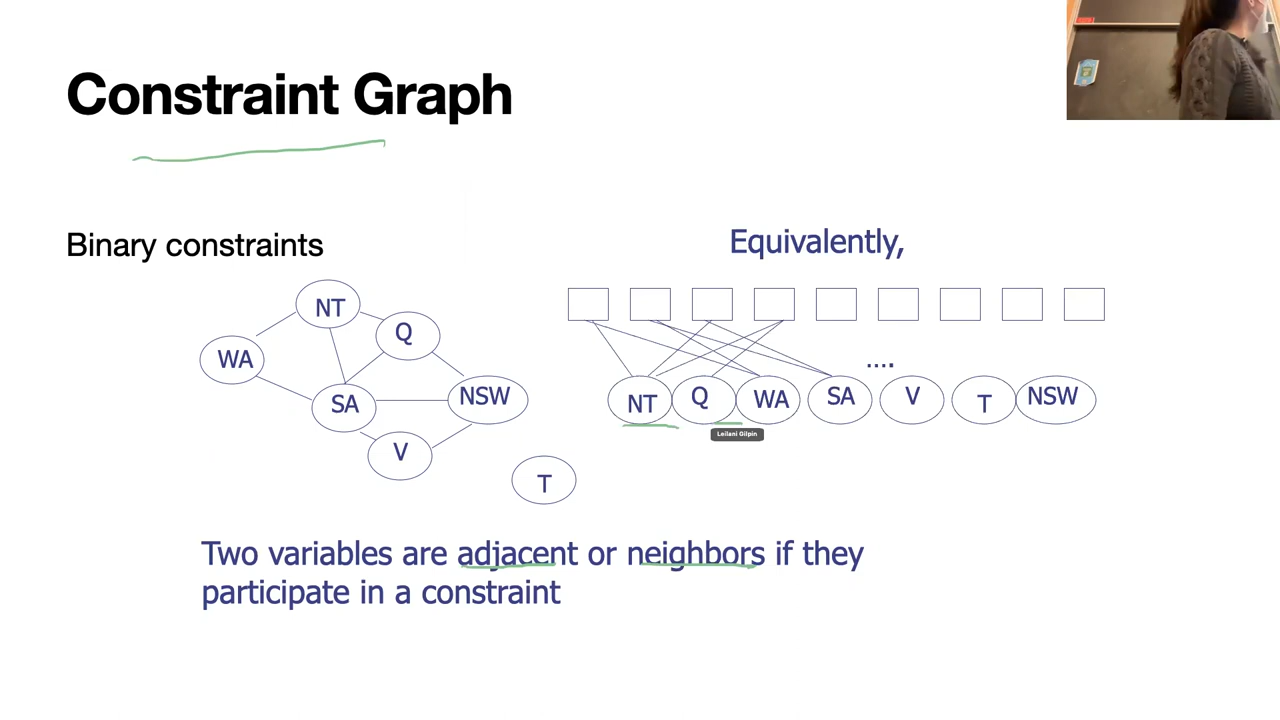 Constraint Graph
Binary constraints
Equivalently,
NT
Q
WA
SA
NSW
V
T
....
NT
Q
WA
SA
V
T
NSW
Leilani Gilpin
Two variables are adjacent or neighbors if they
participate in a constraint